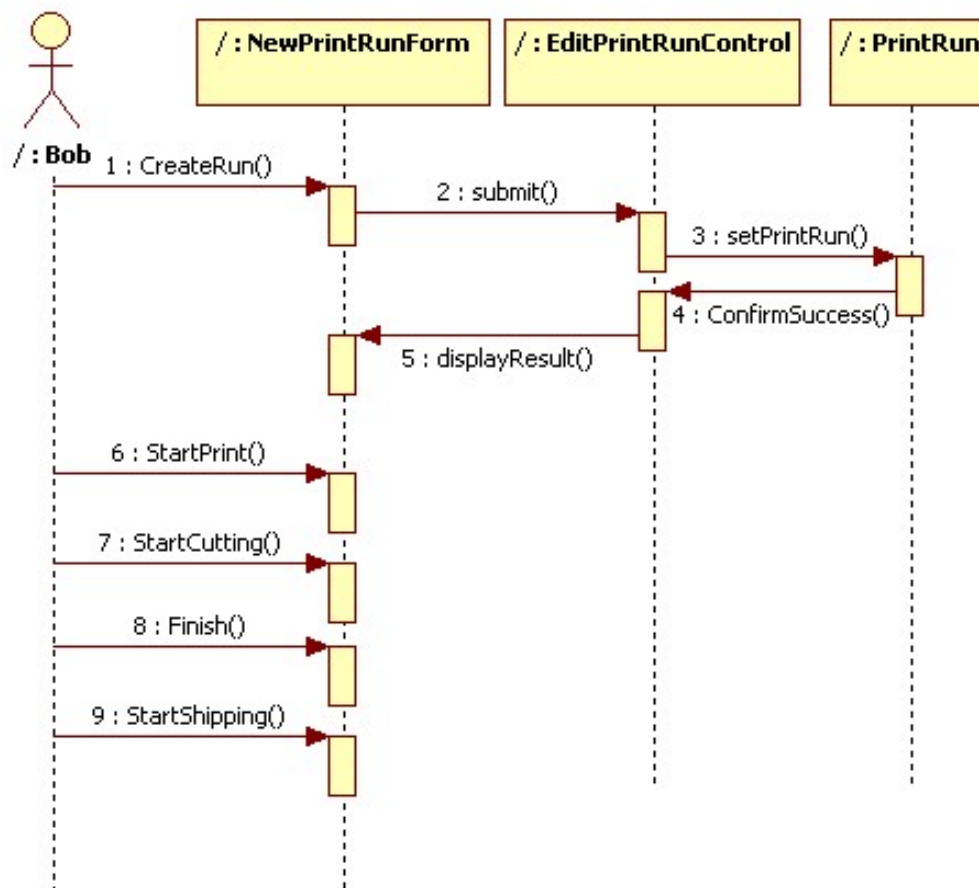 / : NewPrintRunForm
/ : EditPrintRunControl
/ : PrintRun
/ : Bob
1 : CreateRun()
2 : submit()
3 : setPrintRun()
4 : ConfirmSuccess()
5 : displayResult()
6 : StartPrint()
7 : StartCutting()
8 : Finish()
9 : StartShipping()